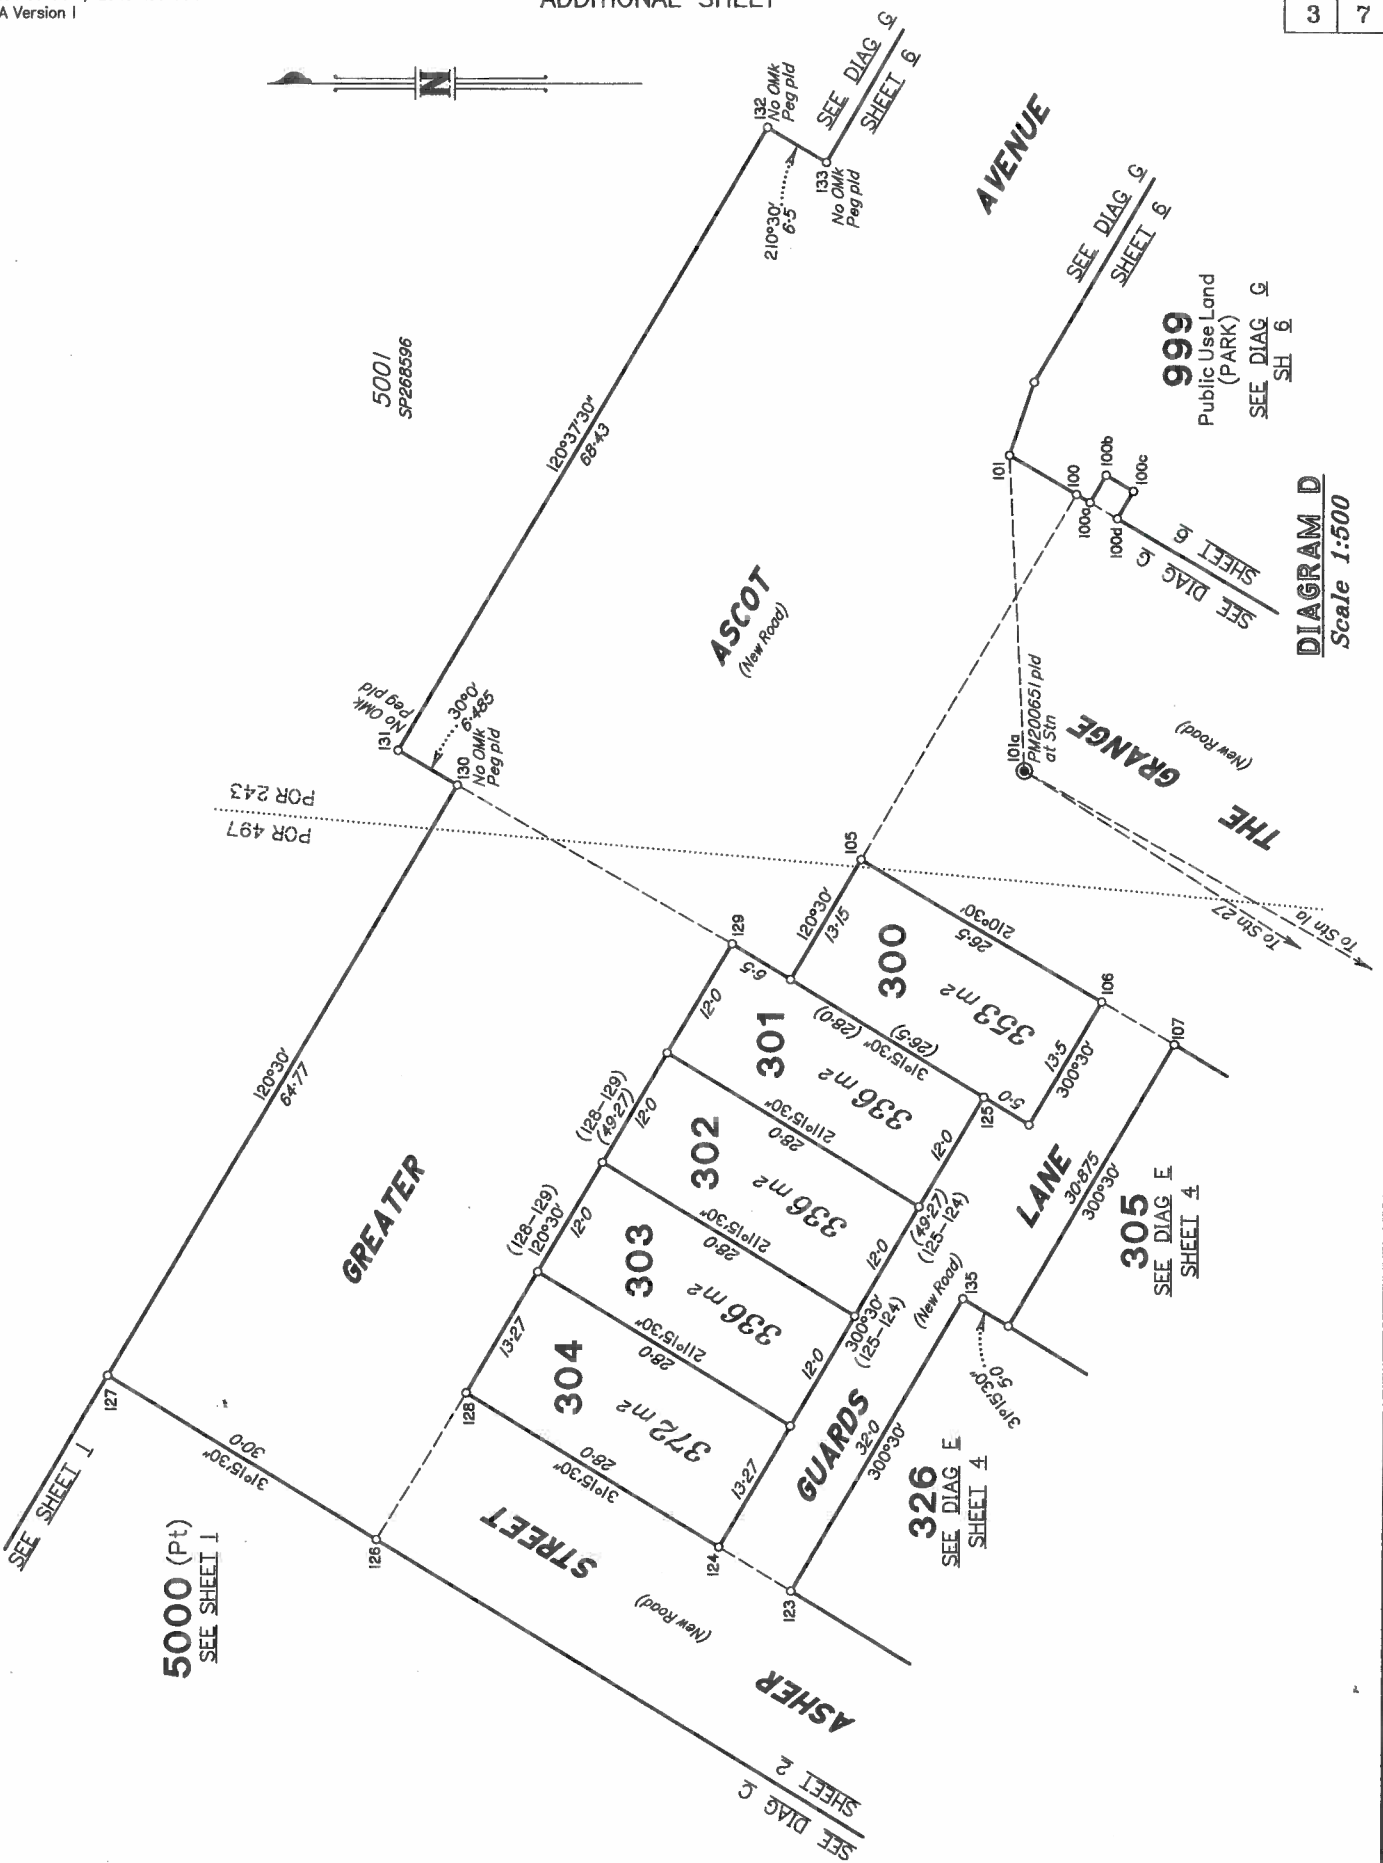 A Version 1
ADDITIONAL SHEET
3 7
N
SEE DIAG G
SHEET 6
132
No OMk
Peg pld
133
No OMk
Peg pld
210°30'
6·5
AVENUE
SEE DIAG G
SHEET 6
5001
SP268596
120°37'30"
68·43
999
Public Use Land
(PARK)
SEE DIAG G
SH 6
101
100
100a
100b
100c
100d
SEE DIAG G
SHEET 6
DIAGRAM D
Scale 1:500
ASCOT
(New Road)
131
No OMk
Peg pld
30°0'
6·485
130
No OMk
Peg pld
POR 243
POR 497
101a
PM200651 pld
at Stn
THE GRANGE
(New Road)
To Stn 27
To Stn 1a
105
120°30'
13·15
129
6·5
300
353 m²
210°30'
26·5
106
107
12·0
301
336 m²
31°15'30"
(28·0)
(26·5)
125
5·0
13·5
300°30'
120°30'
64·77
(128-129)
(49·27)
12·0
302
336 m²
211°15'30"
28·0
12·0
LANE
30·875
300°30'
305
SEE DIAG E
SHEET 4
GREATER
(128-129)
120°30'
12·0
303
336 m²
211°15'30"
28·0
12·0
(49·27)
(125-124)
(New Road)
135
31°15'30"
5·0
127
13·27
304
372 m²
211°15'30"
28·0
12·0
300°30'
(125-124)
GUARDS
32·0
300°30'
326
SEE DIAG E
SHEET 4
128
31°15'30"
28·0
13·27
124
123
SEE SHEET 1
31°15'30"
30·0
126
5000 (Pt)
SEE SHEET 1
STREET
(New Road)
ASHER
SEE DIAG C
SHEET 2